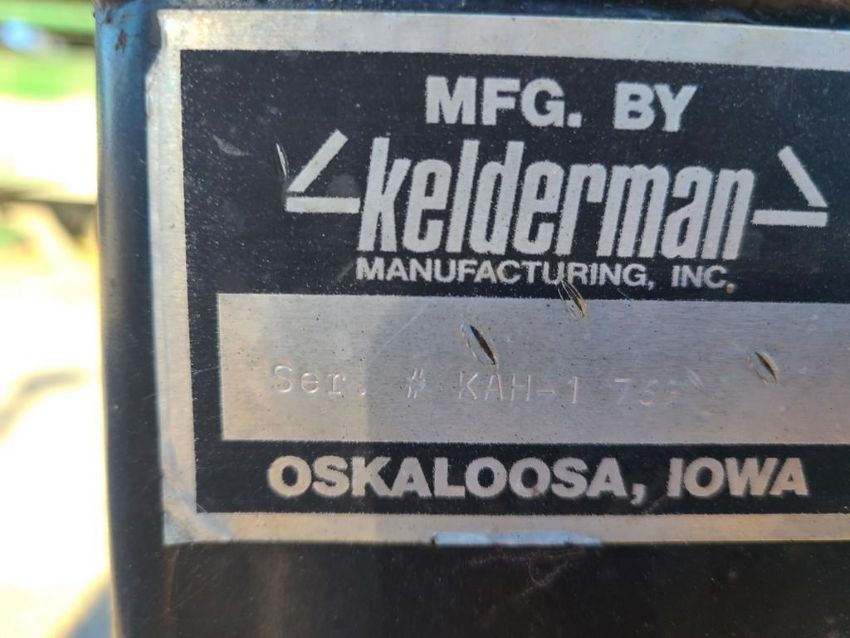 MFG. BY
kelderman
MANUFACTURING, INC.
Ser. # KAH-1
OSKALOOSA, IOWA